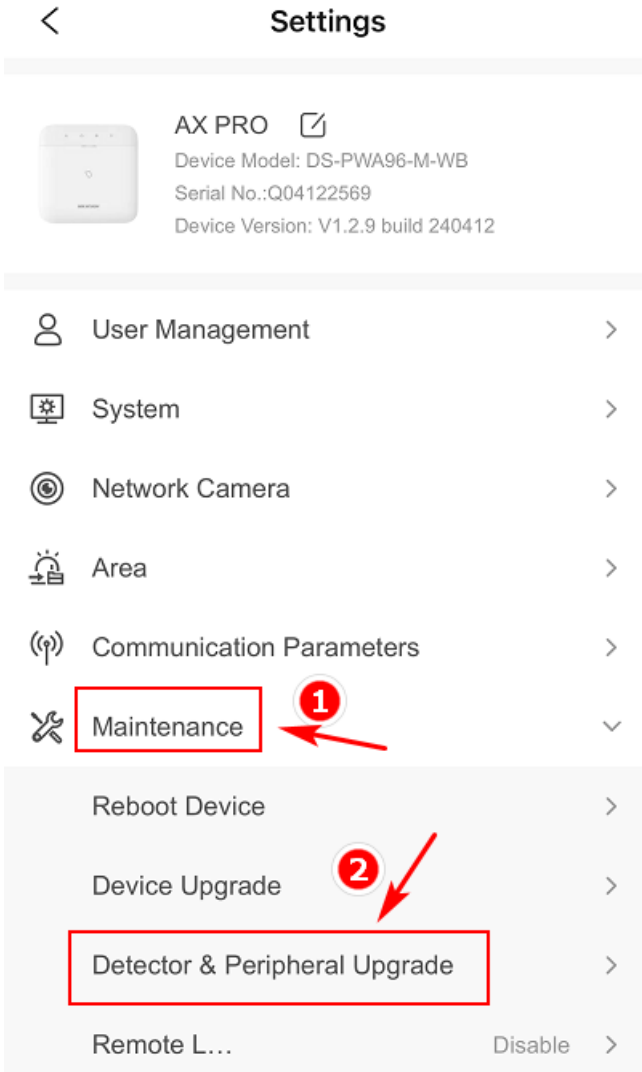 Settings
AX PRO
Device Model: DS-PWA96-M-WB
Serial No.:Q04122569
Device Version: V1.2.9 build 240412
User Management
System
Network Camera
Area
Communication Parameters
1
Maintenance
Reboot Device
2
Device Upgrade
Detector & Peripheral Upgrade
Remote L... Disable